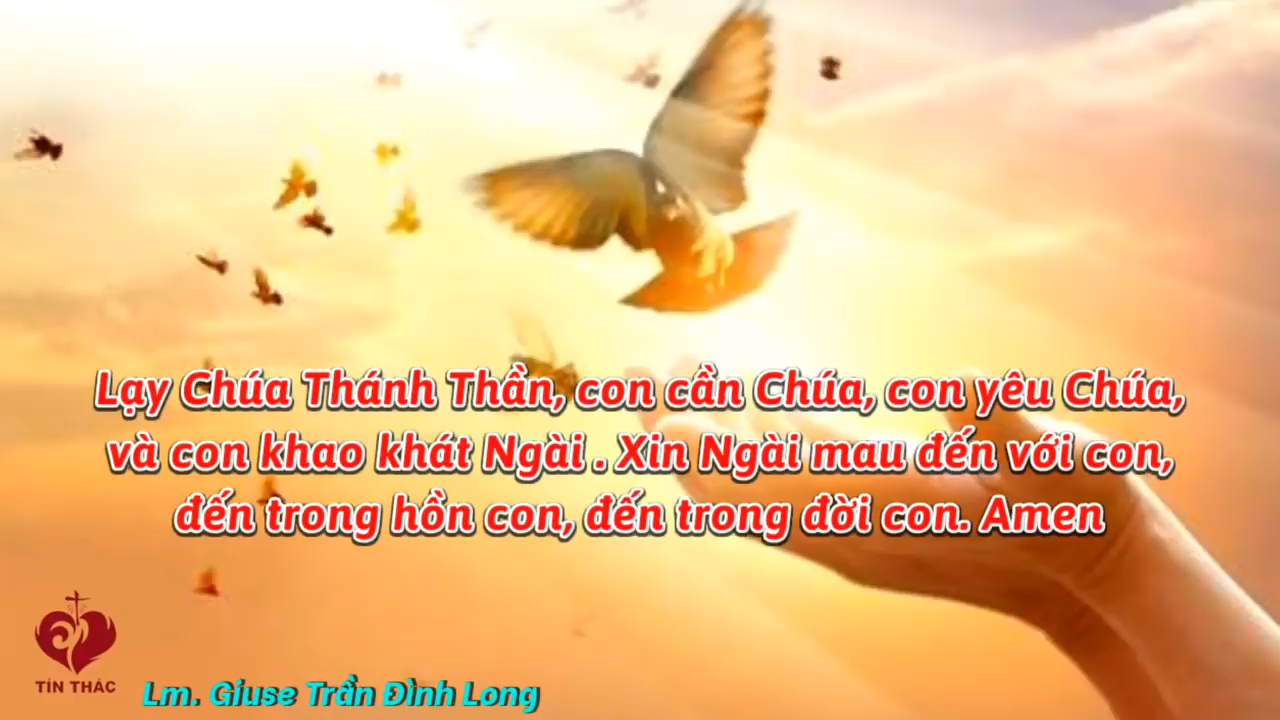 Lạy Chúa Thánh Thần, con cần Chúa, con yêu Chúa,
và con khao khát Ngài . Xin Ngài mau đến với con,
đến trong hồn con, đến trong đời con. Amen
TÍN THÁC
Lm. Giuse Trần Đình Long